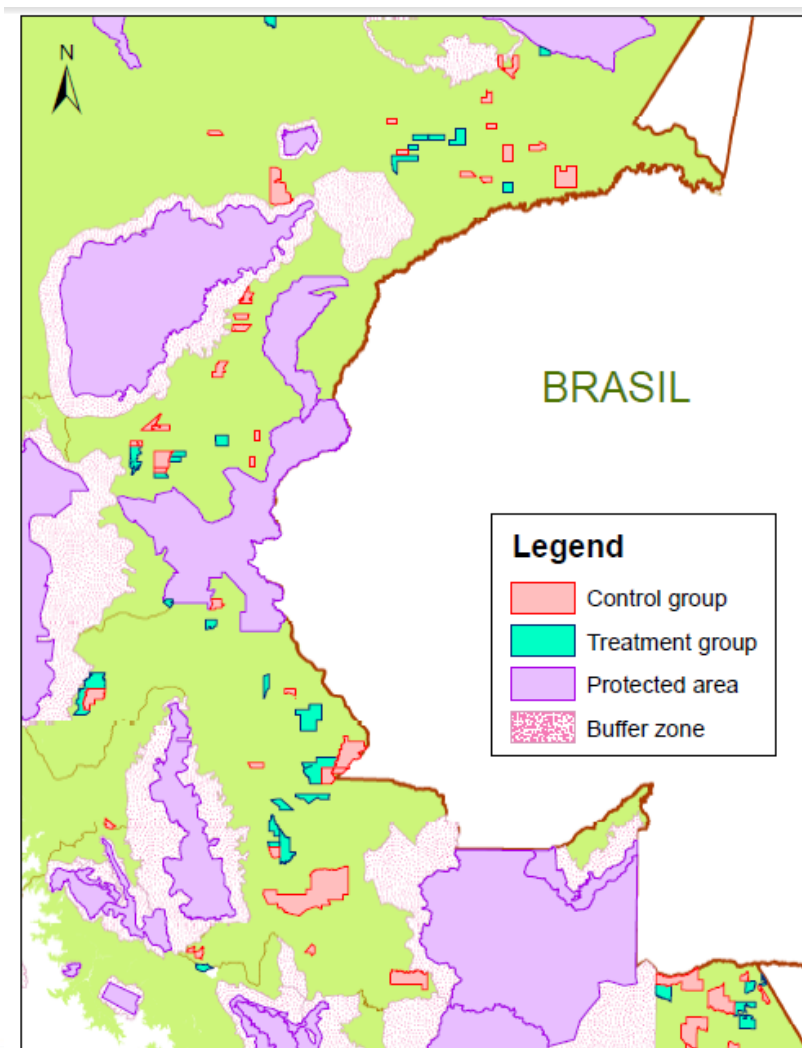 N
BRASIL
Legend
Control group
Treatment group
Protected area
Buffer zone